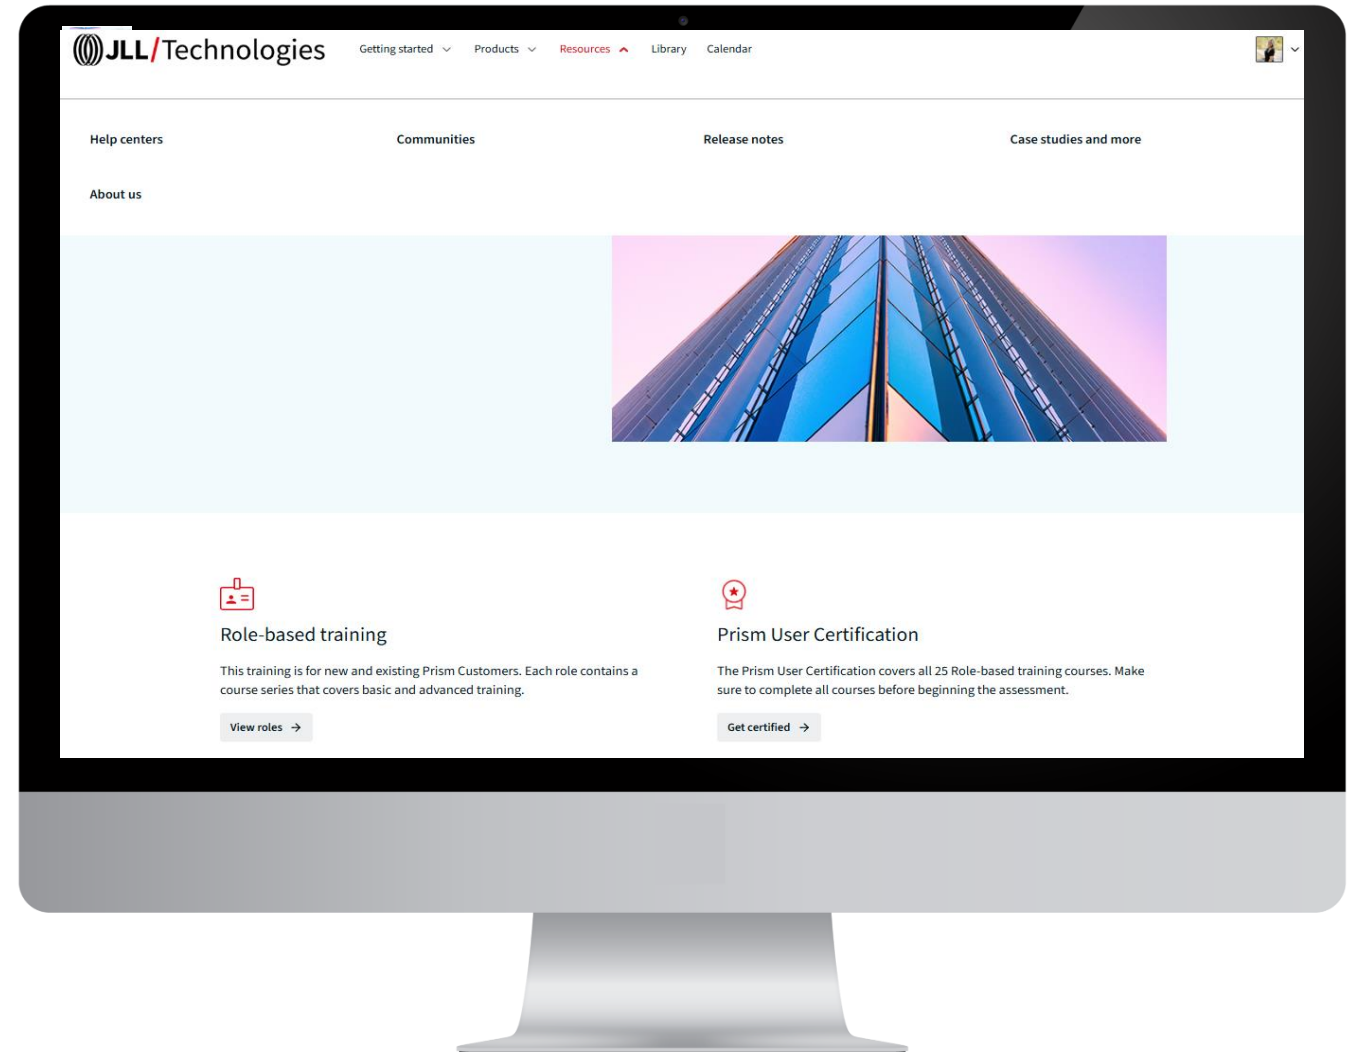 JLL/Technologies
Getting started Products Resources Library Calendar
Help centers Communities Release notes Case studies and more
About us
Role-based training
This training is for new and existing Prism Customers. Each role contains a
course series that covers basic and advanced training.
View roles →
Prism User Certification
The Prism User Certification covers all 25 Role-based training courses. Make
sure to complete all courses before beginning the assessment.
Get certified →